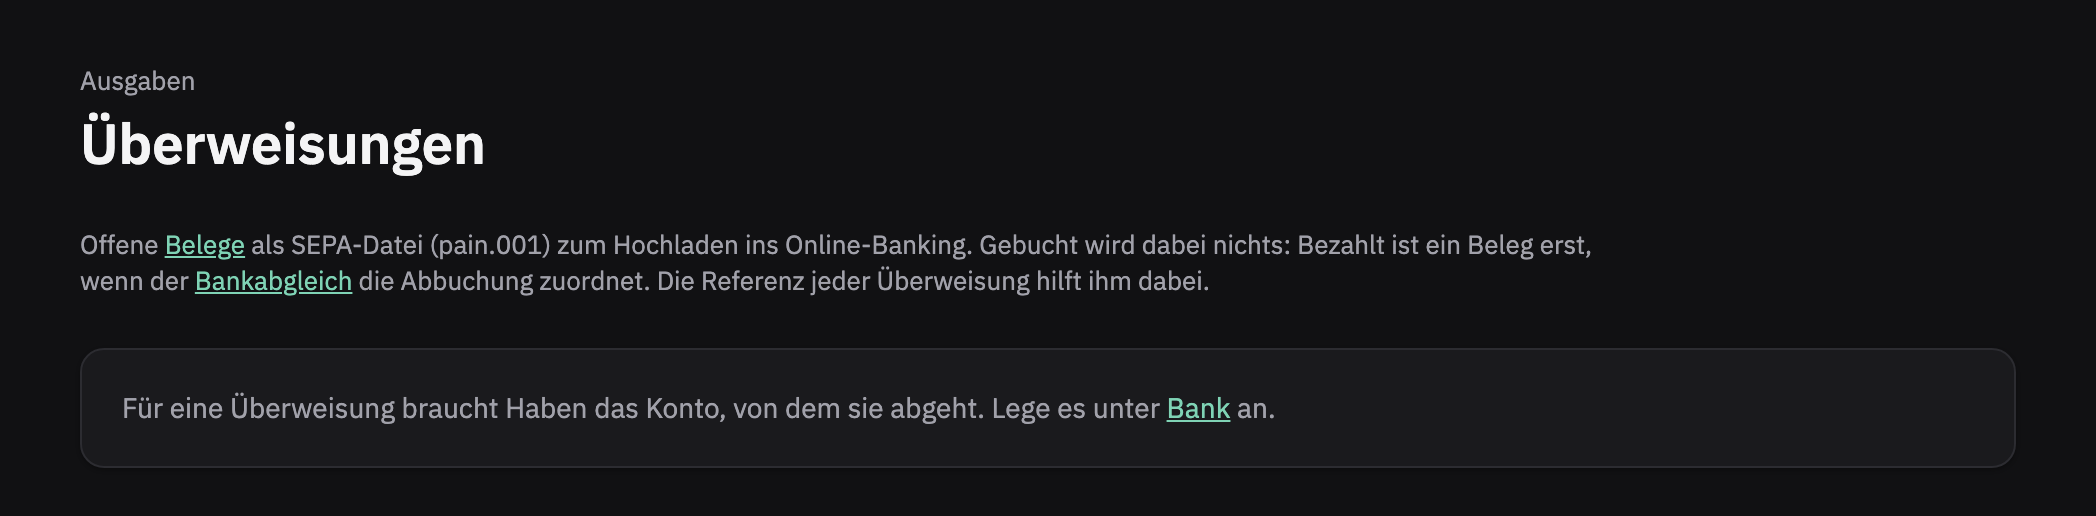 Ausgaben
Überweisungen
Offene Belege als SEPA-Datei (pain.001) zum Hochladen ins Online-Banking. Gebucht wird dabei nichts: Bezahlt ist ein Beleg erst,
wenn der Bankabgleich die Abbuchung zuordnet. Die Referenz jeder Überweisung hilft ihm dabei.
Für eine Überweisung braucht Haben das Konto, von dem sie abgeht. Lege es unter Bank an.